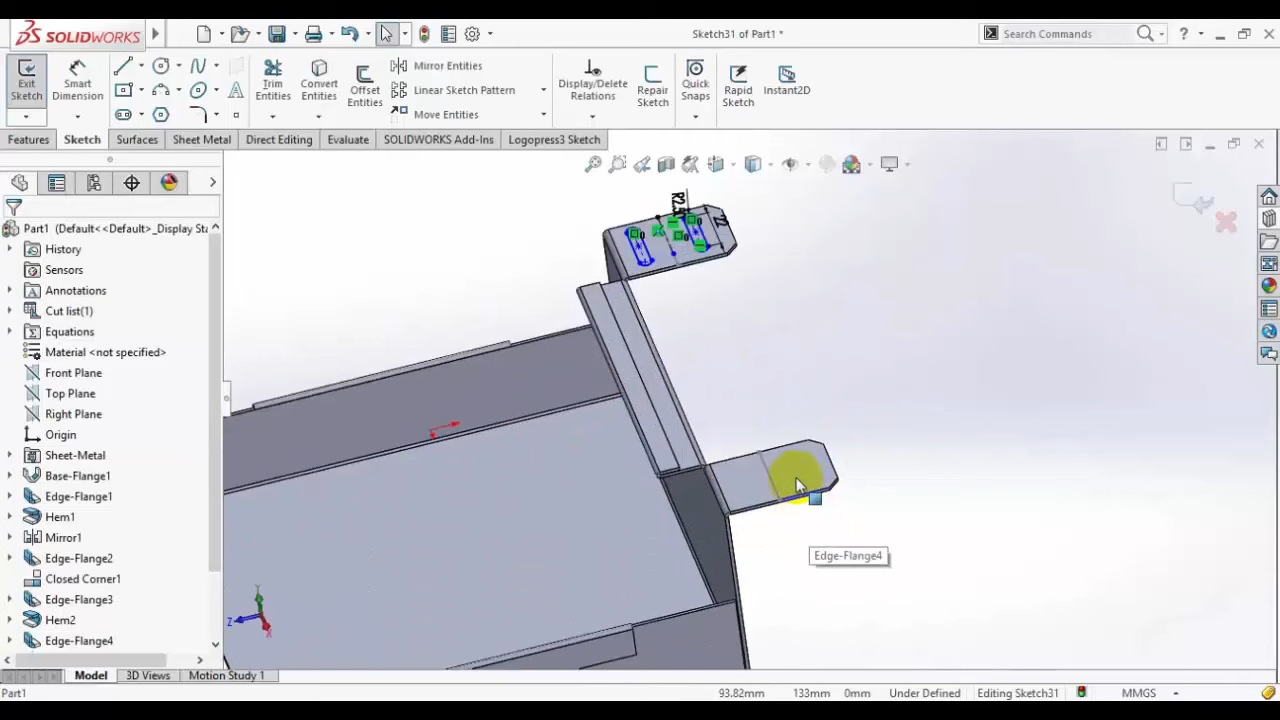 SOLIDWORKS
Sketch31 of Part1 *
Search Commands
Exit Sketch
Smart Dimension
Trim Entities
Convert Entities
Offset Entities
Mirror Entities
Linear Sketch Pattern
Move Entities
Display/Delete Relations
Repair Sketch
Quick Snaps
Rapid Sketch
Instant2D
Features
Sketch
Surfaces
Sheet Metal
Direct Editing
Evaluate
SOLIDWORKS Add-Ins
Logopress3 Sketch
Part1 (Default<<Default>_Display Sta
History
Sensors
Annotations
Cut list(1)
Equations
Material <not specified>
Front Plane
Top Plane
Right Plane
Origin
Sheet-Metal
Base-Flange1
Edge-Flange1
Hem1
Mirror1
Edge-Flange2
Closed Corner1
Edge-Flange3
Hem2
Edge-Flange4
22
Edge-Flange4
Y
Z
X
Model
3D Views
Motion Study 1
Part1
93.82mm
133mm
0mm
Under Defined
Editing Sketch31
MMGS